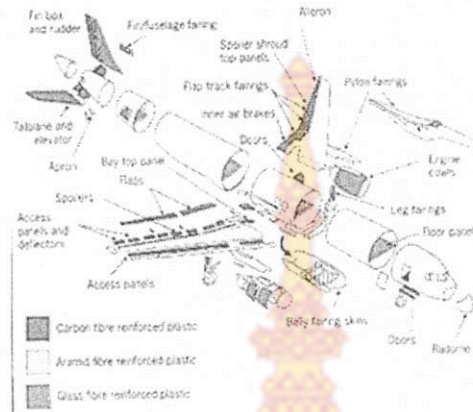 Fin box
and rudder
Fin/fuselage fairing
Aileron
Spoiler shroud
top panels
Flap track fairings
Pylon fairings
Inner air brakes
Tailplane and
elevator
Doors
Apron
Bay top panel
Engine
cowls
Flaps
Spoilers
Leg fairings
Access
panels and
deflectors
Floor panel
Access panels
Belly fairing skins
Doors
Radome
Carbon fibre reinforced plastic
Aramid fibre reinforced plastic
Glass fibre reinforced plastic